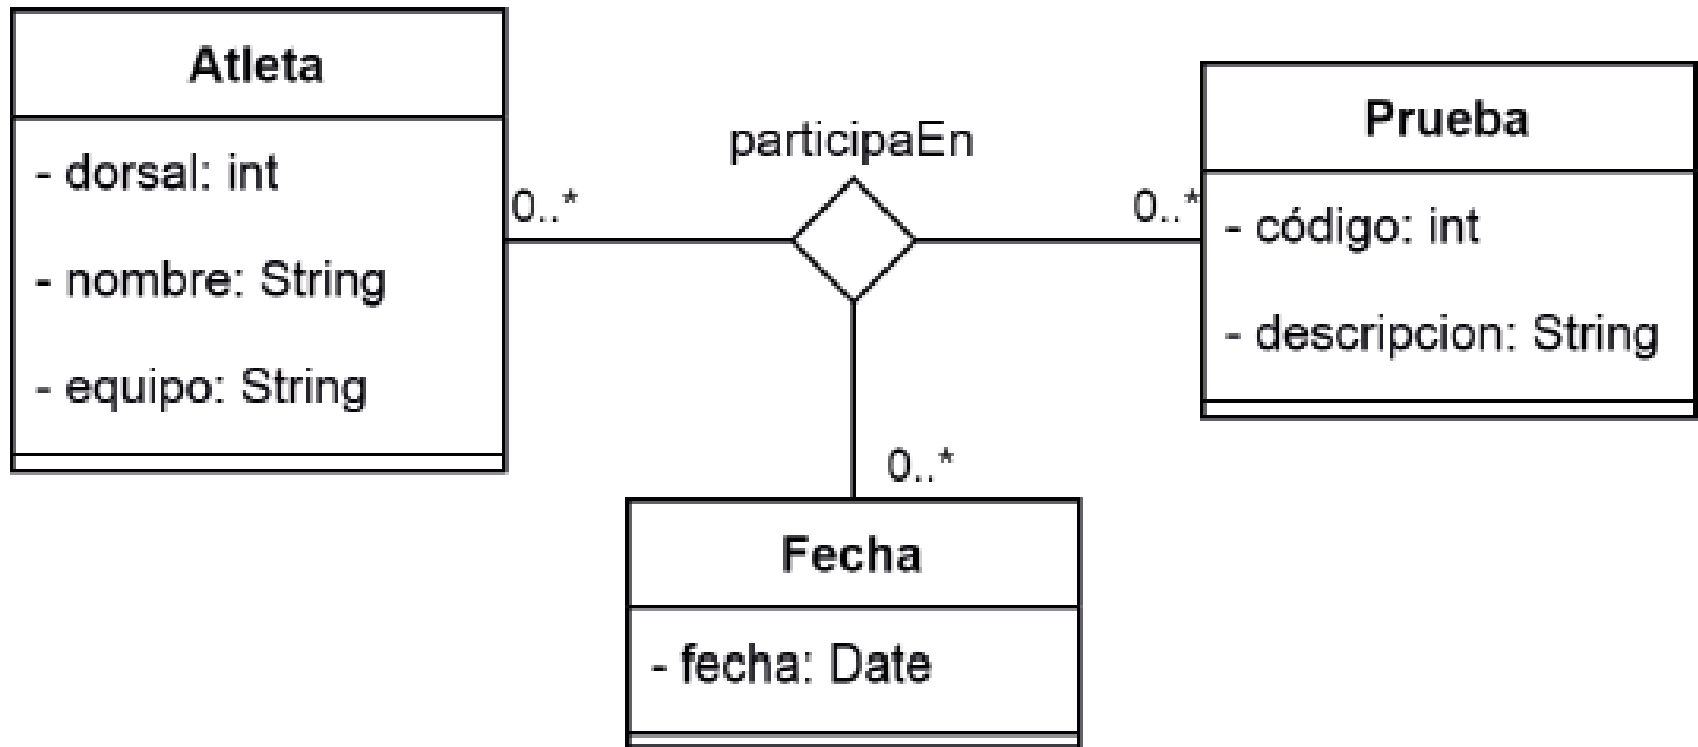 Atleta
- dorsal: int
- nombre: String
- equipo: String
participaEn
0..*
0..*
Prueba
- código: int
- descripcion: String
0..*
Fecha
- fecha: Date